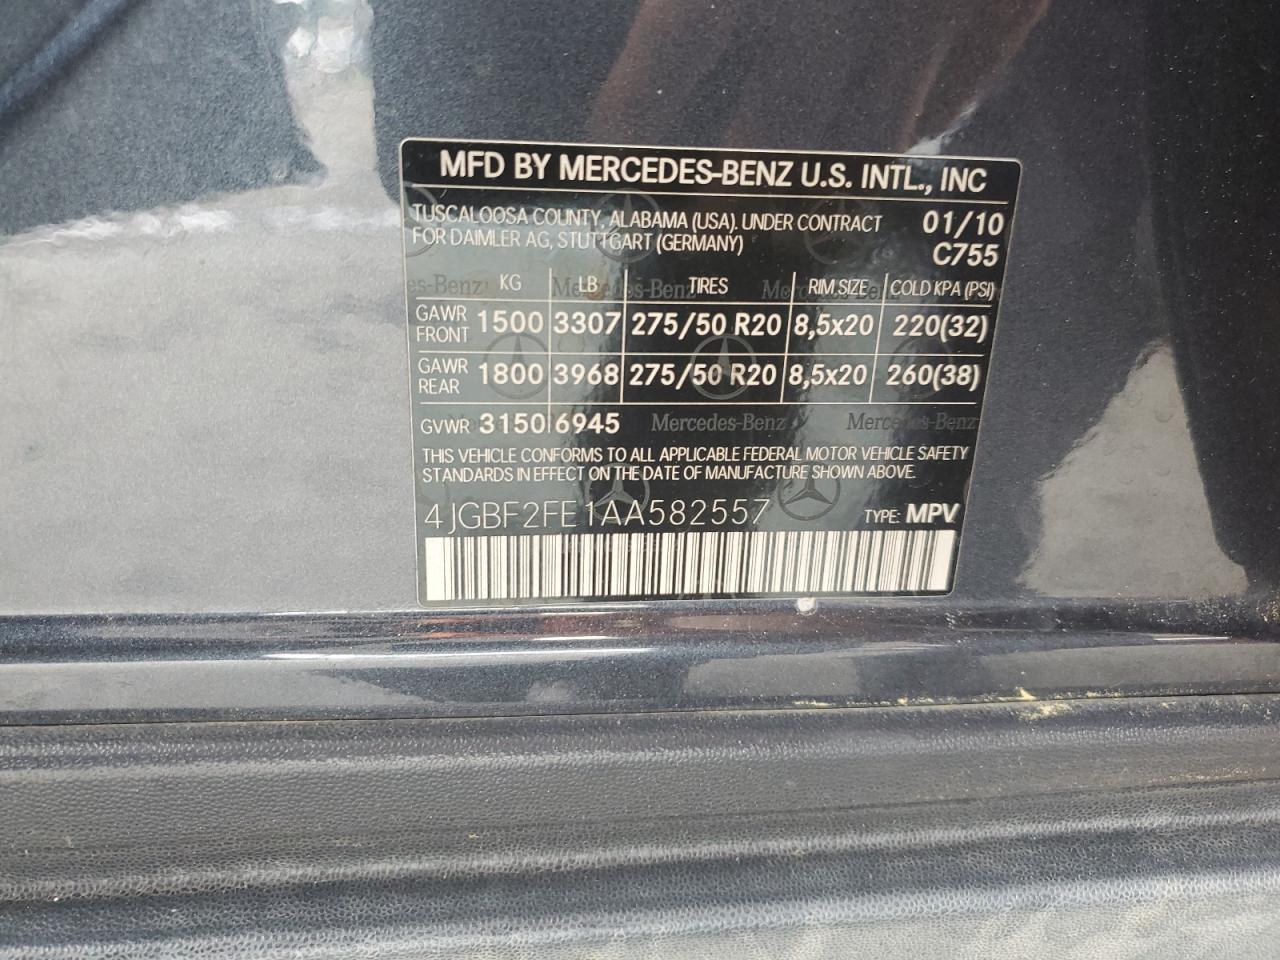 MFD BY MERCEDES-BENZ U.S. INTL., INC
TUSCALOOSA COUNTY, ALABAMA (USA). UNDER CONTRACT 01/10
FOR DAIMLER AG, STUTTGART (GERMANY) C755
KG LB TIRES RIM.SIZE COLD KPA (PSI)
GAWR FRONT 1500 3307 275/50 R20 8,5x20 220(32)
GAWR REAR 1800 3968 275/50 R20 8,5x20 260(38)
GVWR 3150 6945 Mercedes-Benz Mercedes-Benz
THIS VEHICLE CONFORMS TO ALL APPLICABLE FEDERAL MOTOR VEHICLE SAFETY
STANDARDS IN EFFECT ON THE DATE OF MANUFACTURE SHOWN ABOVE.
4JGBF2FE1AA582557 TYPE: MPV